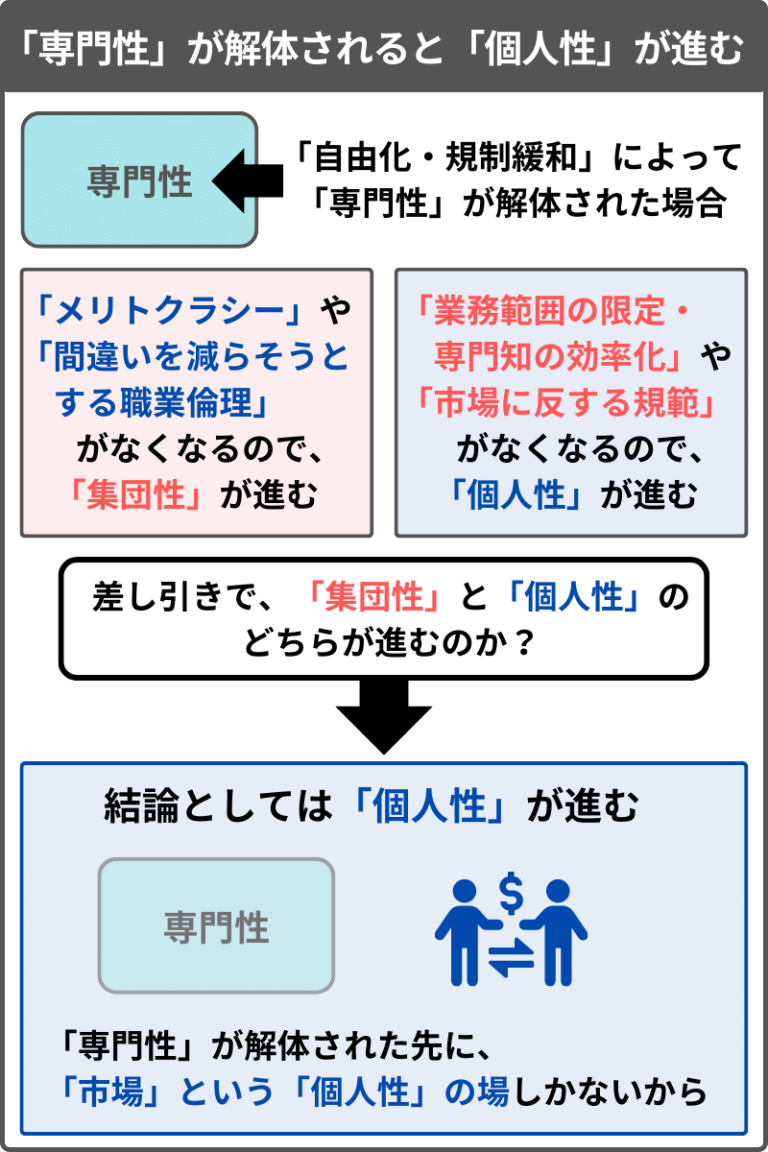 「専門性」が解体されると「個人性」が進む
専門性
「自由化・規制緩和」によって
「専門性」が解体された場合
「メリトクラシー」や
「間違いを減らそうと
する職業倫理」
がなくなるので、
「集団性」が進む
「業務範囲の限定・
専門知の効率化」や
「市場に反する規範」
がなくなるので、
「個人性」が進む
差し引きで、「集団性」と「個人性」の
どちらが進むのか？
結論としては「個人性」が進む
専門性
$
「専門性」が解体された先に、
「市場」という「個人性」の場しかないから